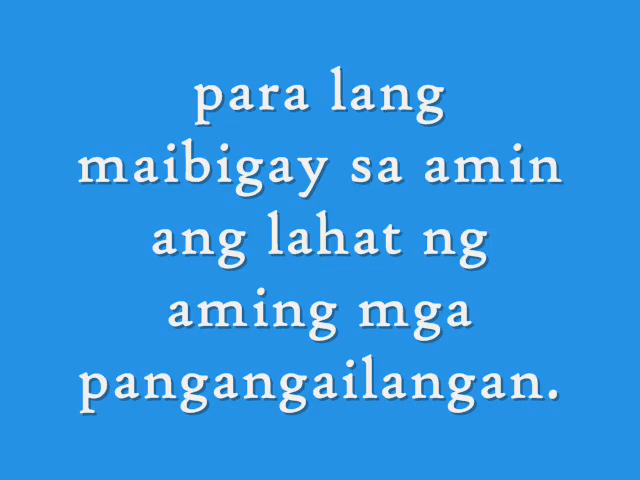 para lang
maibigay sa amin
ang lahat ng
aming mga
pangangailangan.